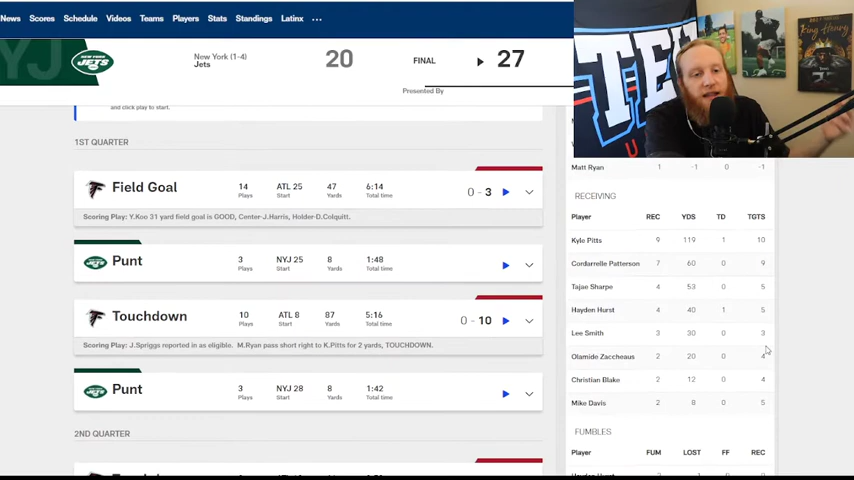 News Scores Schedule Videos Teams Players Stats Standings Latinx ...
NYJ
JETS
New York (1-4)
Jets
20
FINAL
27
Presented By
and click play to start.
1ST QUARTER
Field Goal
14 ATL 25 47 6:14
Plays Start Yards Total time
0 - 3
Scoring Play: Y.Koo 31 yard field goal is GOOD, Center-J.Harris, Holder-D.Colquitt.
Punt
3 NYJ 25 8 1:48
Plays Start Yards Total time
Touchdown
10 ATL 8 87 5:16
Plays Start Yards Total time
0 - 10
Scoring Play: J.Spriggs reported in as eligible. M.Ryan pass short right to K.Pitts for 2 yards, TOUCHDOWN.
Punt
3 NYJ 28 8 1:42
Plays Start Yards Total time
2ND QUARTER
TEN
U
King Henry
Matt Ryan 1 -1 0 -1
RECEIVING
Player REC YDS TD TGTS
Kyle Pitts 9 119 1 10
Cordarrelle Patterson 7 60 0 9
Tajae Sharpe 4 53 0 5
Hayden Hurst 4 40 1 5
Lee Smith 3 30 0 3
Olamide Zaccheaus 2 20 0 4
Christian Blake 2 12 0 4
Mike Davis 2 8 0 5
FUMBLES
Player FUM LOST FF REC
Hayden Hurst